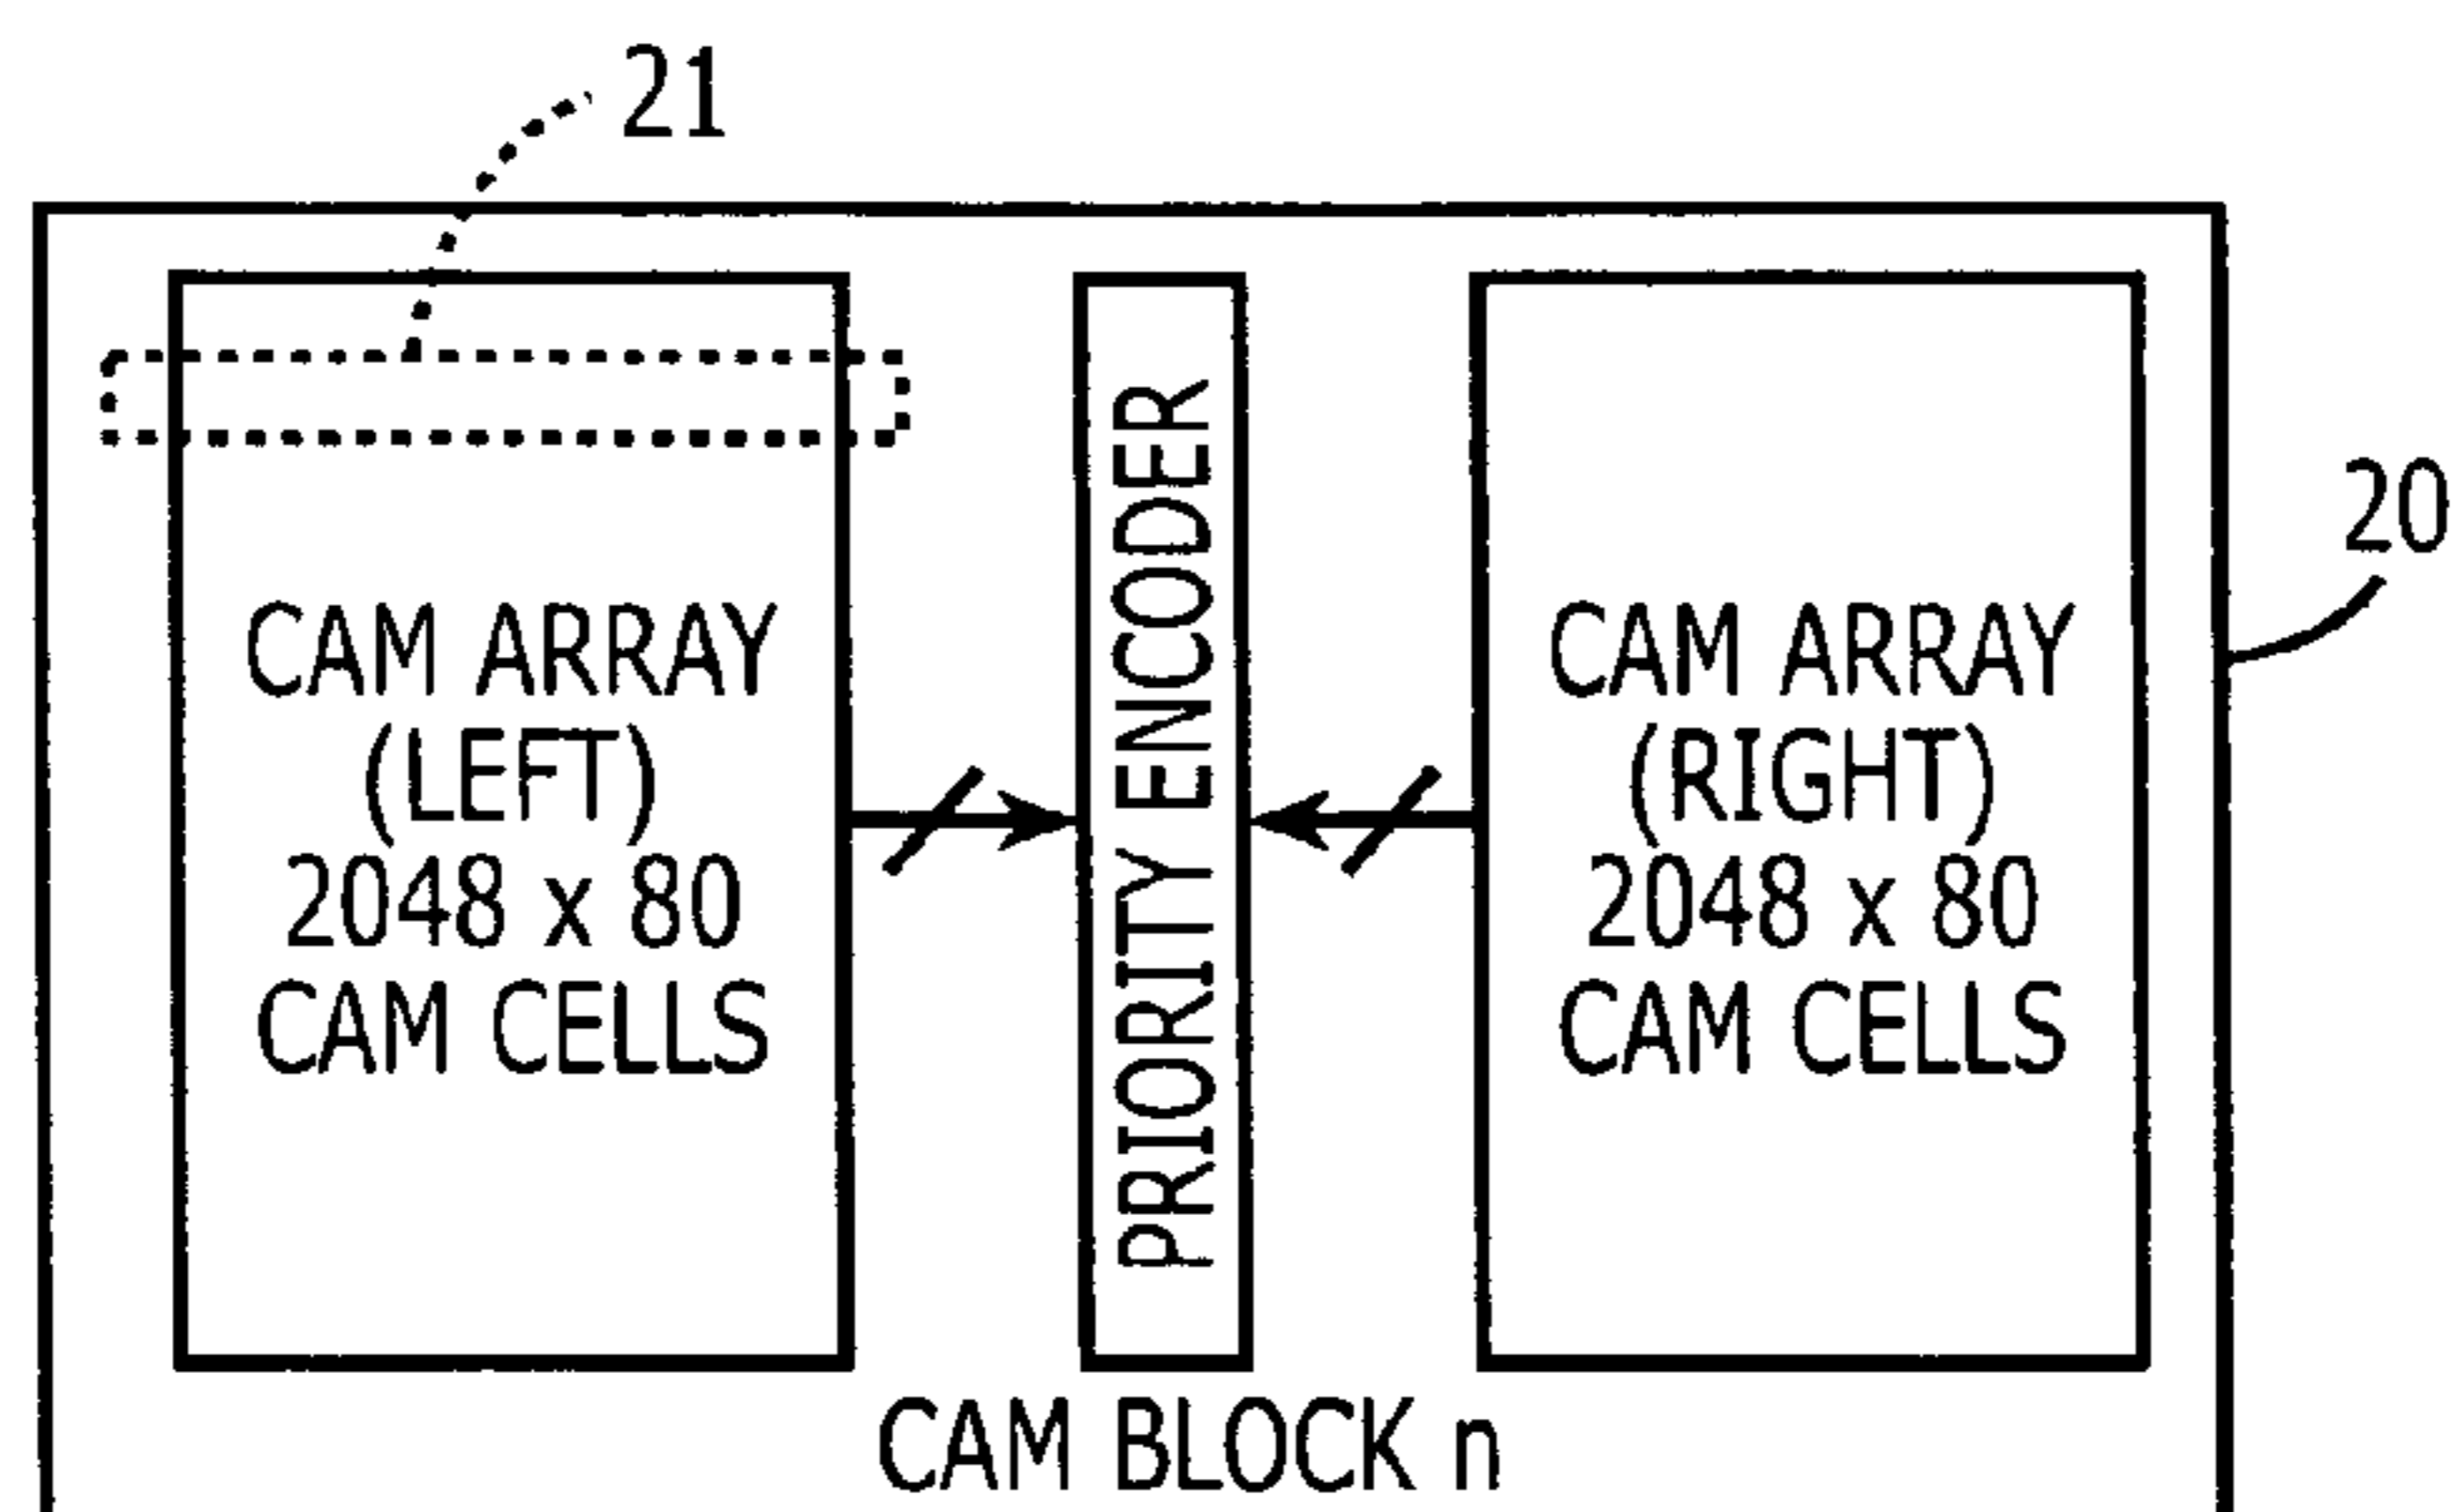 21
20
CAM ARRAY
(LEFT)
2048 x 80
CAM CELLS
PRIORITY ENCODER
CAM ARRAY
(RIGHT)
2048 x 80
CAM CELLS
CAM BLOCK n